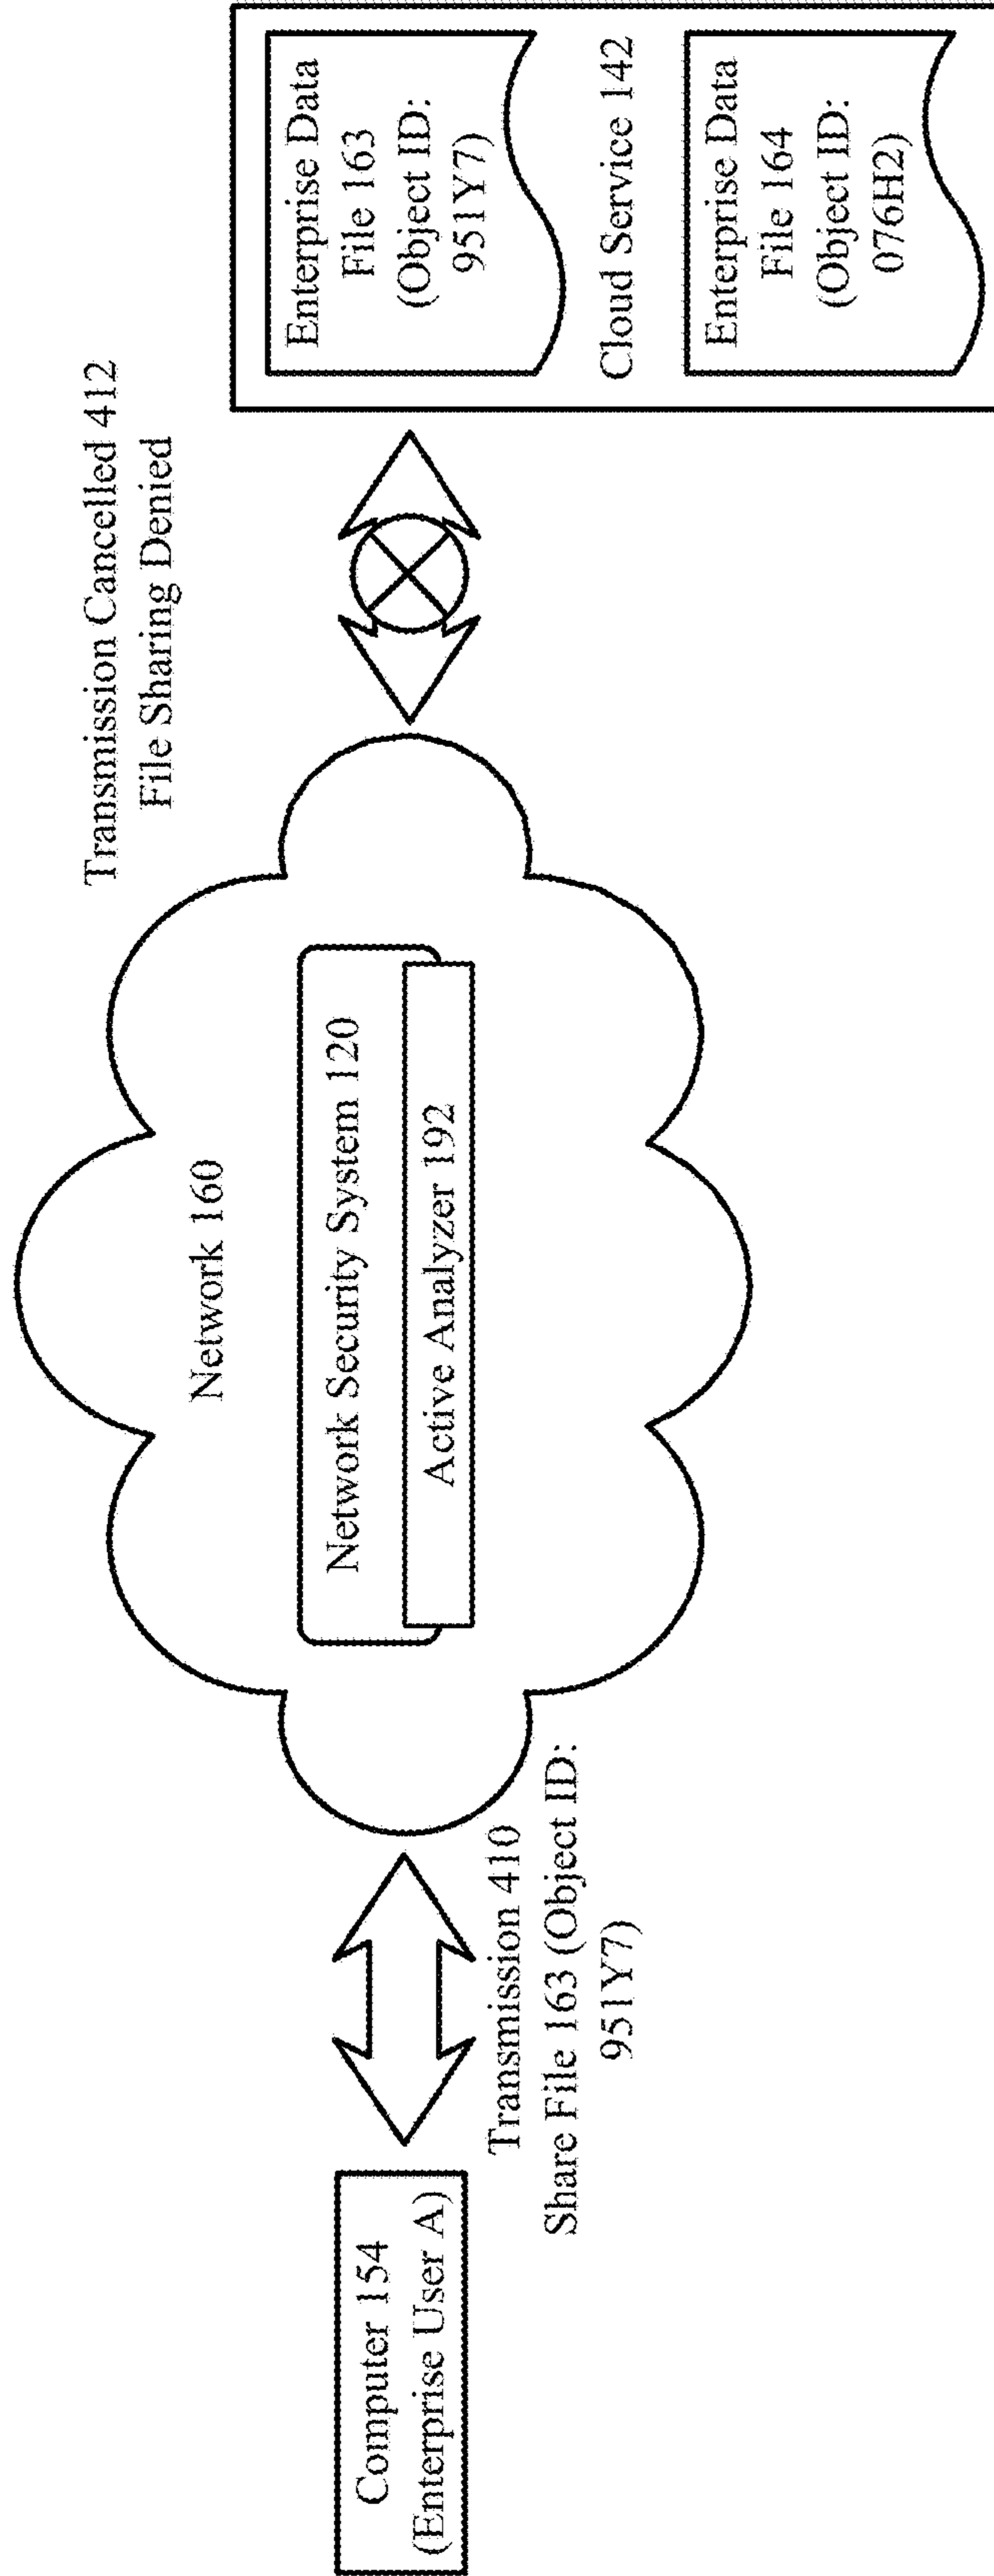 Computer 154
(Enterprise User A)
Transmission 410
Share File 163 (Object ID:
951Y7)
Network 160
Network Security System 120
Active Analyzer 192
Transmission Cancelled 412
File Sharing Denied
Enterprise Data
File 163
(Object ID:
951Y7)
Cloud Service 142
Enterprise Data
File 164
(Object ID:
076H2)